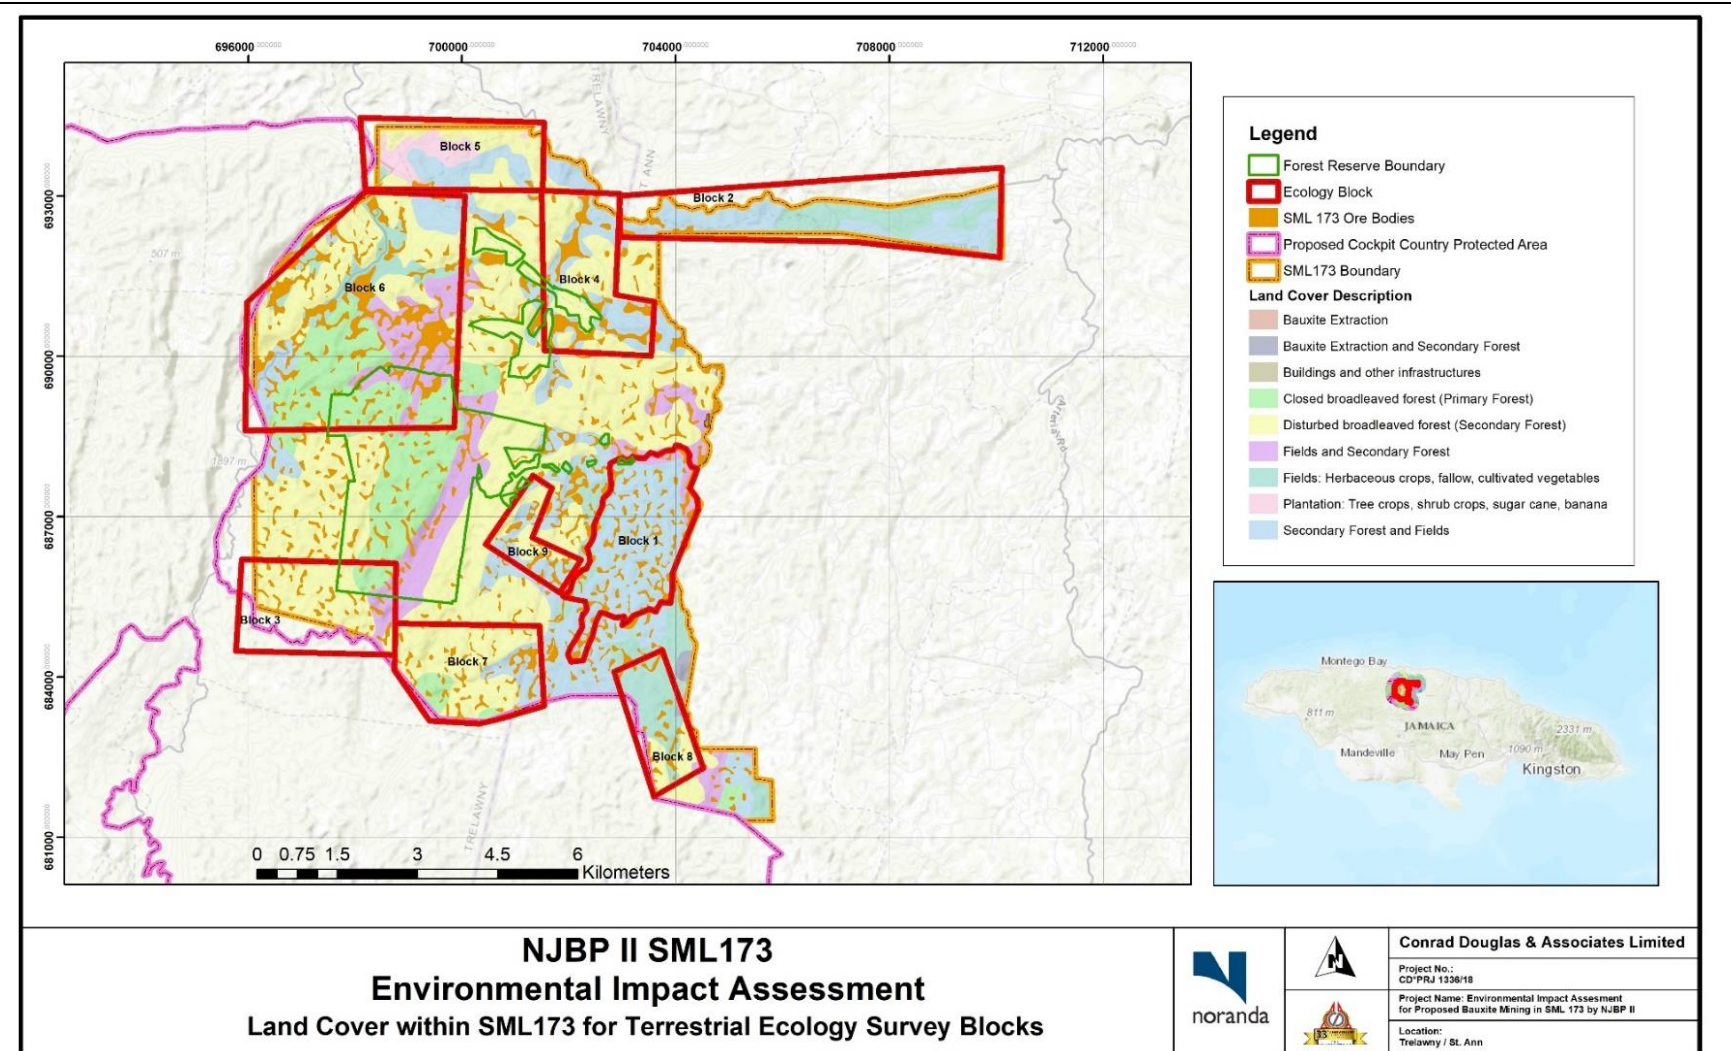 696000
700000
704000
708000
712000
693000
690000
687000
684000
681000
TRELAWNY
T ANN
Block 5
Block 2
507 m
Block 4
Block 6
1897 m
Block 1
Block 9
Block 3
Block 7
Block 8
TRELAWNY
0 0.75 1.5 3 4.5 6
Kilometers
Legend
Forest Reserve Boundary
Ecology Block
SML 173 Ore Bodies
Proposed Cockpit Country Protected Area
SML173 Boundary
Land Cover Description
Bauxite Extraction
Bauxite Extraction and Secondary Forest
Buildings and other infrastructures
Closed broadleaved forest (Primary Forest)
Disturbed broadleaved forest (Secondary Forest)
Fields and Secondary Forest
Fields: Herbaceous crops, fallow, cultivated vegetables
Plantation: Tree crops, shrub crops, sugar cane, banana
Secondary Forest and Fields
Montego Bay
811 m
JAMAICA
2331 m
Mandeville
May Pen
1090 m
Kingston
NJBP II SML173
Environmental Impact Assessment
Land Cover within SML173 for Terrestrial Ecology Survey Blocks
noranda
N
Conrad Douglas & Associates Limited
Project No.:
CD*PRJ 1336/18
Project Name: Environmental Impact Assesment
for Proposed Bauxite Mining in SML 173 by NJBP II
Location:
Trelawny / St. Ann